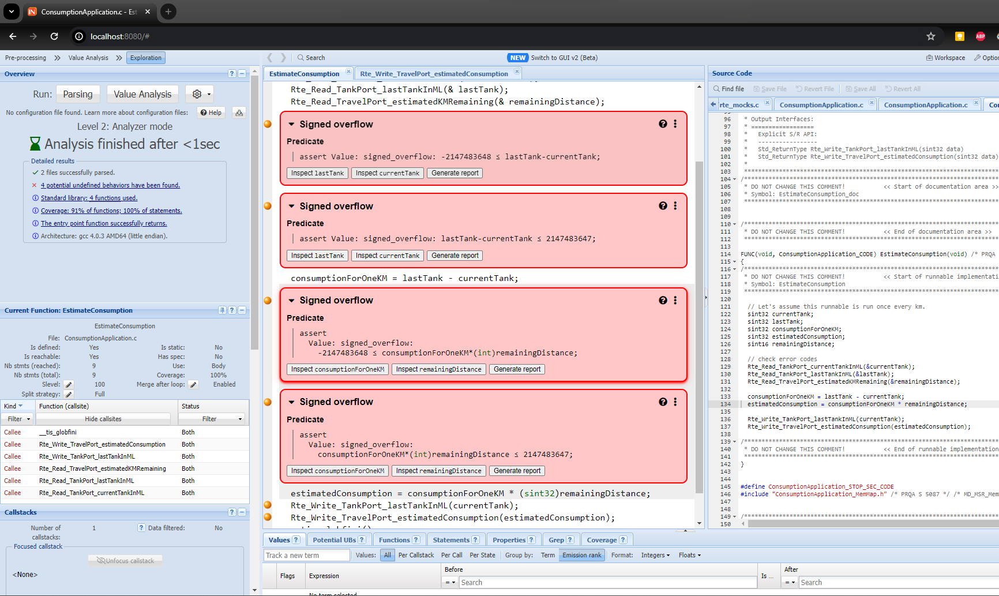 ConsumptionApplication.c - Est
localhost:8080/#
ABP
Pre-processing
Value Analysis
Exploration
Search
NEW Switch to GUI v2 (Beta)
Workspace
Overview
Run: Parsing Value Analysis
No configuration file found. Learn more about configuration files: Help
Level 2: Analyzer mode
Analysis finished after <1sec
Detailed results
2 files successfully parsed.
4 potential undefined behaviors have been found.
Standard library: 4 functions used.
Coverage: 91% of functions; 100% of statements.
The entry point function successfully returns.
Architecture: gcc 4.0.3 AMD64 (little endian).
Current Function: EstimateConsumption
EstimateConsumption
File: ConsumptionApplication.c
Is defined: Yes Is static: No
Is reachable: Yes Has spec: No
Nb stmts (reached): 9 Use: Body
Nb stmts (total): 9 Coverage: 100%
Slevel: 100 Merge after loop: Enabled
Split strategy: Full
Kind Function (callsite) Status
Filter Hide callsites Filter
Callee __tis_globfini Both
Callee Rte_Write_TravelPort_estimatedConsumption Both
Callee Rte_Write_TankPort_lastTankInML Both
Callee Rte_Read_TravelPort_estimatedKMRemaining Both
Callee Rte_Read_TankPort_lastTankInML Both
Callee Rte_Read_TankPort_currentTankInML Both
Callstacks
Number of callstacks: 1 Data filtered: No
Focused callstack
Unfocus callstack
<None>
EstimateConsumption
Rte_Write_TravelPort_estimatedConsumption
Rte_Read_TankPort_lastTankInML(& lastTank);
Rte_Read_TravelPort_estimatedKMRemaining(& remainingDistance);
Signed overflow
Predicate
assert Value: signed_overflow: -2147483648 ≤ lastTank-currentTank;
Inspect lastTank Inspect currentTank Generate report
Signed overflow
Predicate
assert Value: signed_overflow: lastTank-currentTank ≤ 2147483647;
Inspect lastTank Inspect currentTank Generate report
consumptionForOneKM = lastTank - currentTank;
Signed overflow
Predicate
assert
Value: signed_overflow:
-2147483648 ≤ consumptionForOneKM*(int)remainingDistance;
Inspect consumptionForOneKM Inspect remainingDistance Generate report
Signed overflow
Predicate
assert
Value: signed_overflow:
consumptionForOneKM*(int)remainingDistance ≤ 2147483647;
Inspect consumptionForOneKM Inspect remainingDistance Generate report
estimatedConsumption = consumptionForOneKM * (sint32)remainingDistance;
Rte_Write_TankPort_lastTankInML(currentTank);
Rte_Write_TravelPort_estimatedConsumption(estimatedConsumption);
Values ? Potential UBs ? Functions ? Statements ? Properties ? Grep ? Coverage ?
Track a new term Values: All Per Callstack Per Call Per State Group by: Term Emission rank Format: Integers Floats
Flags Expression Before Is ... After
= Search = Search
No term selected
Source Code
Find file Save File Revert File Save All Revert All
rte_mocks.c ConsumptionApplication.c ConsumptionApplication.c
96 * Output Interfaces:
97 * ==================
98 * Explicit S/R API:
99 * -----------------
100 * Std_ReturnType Rte_Write_TankPort_lastTankInML(sint32 data)
101 * Std_ReturnType Rte_Write_TravelPort_estimatedConsumption(sint32 data)
102 *
103 **************************************************************************
104 /*************************************************************************
105 * DO NOT CHANGE THIS COMMENT! << Start of documentation area >>
106 * Symbol: EstimateConsumption_doc
107 **************************************************************************
108
109
110 /*************************************************************************
111 * DO NOT CHANGE THIS COMMENT! << End of documentation area >>
112 **************************************************************************
113
114 FUNC(void, ConsumptionApplication_CODE) EstimateConsumption(void) /* PRQA
115 {
116 /*************************************************************************
117 * DO NOT CHANGE THIS COMMENT! << Start of runnable implementati
118 * Symbol: EstimateConsumption
119 **************************************************************************
120
121 // Let's assume this runnable is run once every km.
122 sint32 currentTank;
123 sint32 lastTank;
124 sint32 consumptionForOneKM;
125 sint32 estimatedConsumption;
126 sint16 remainingDistance;
127
128 // check error codes
129 Rte_Read_TankPort_currentTankInML(&currentTank);
130 Rte_Read_TankPort_lastTankInML(&lastTank);
131 Rte_Read_TravelPort_estimatedKMRemaining(&remainingDistance);
132
133 consumptionForOneKM = lastTank - currentTank;
134 estimatedConsumption = consumptionForOneKM * remainingDistance;
135
136 Rte_Write_TankPort_lastTankInML(currentTank);
137 Rte_Write_TravelPort_estimatedConsumption(estimatedConsumption);
138
139 /*************************************************************************
140 * DO NOT CHANGE THIS COMMENT! << End of runnable implementation
141 **************************************************************************
142 }
143
144
145 #define ConsumptionApplication_STOP_SEC_CODE
146 #include "ConsumptionApplication_MemMap.h" /* PRQA S 5087 */ /* MD_MSR_Mem
147
148
149 /*************************************************************************
150